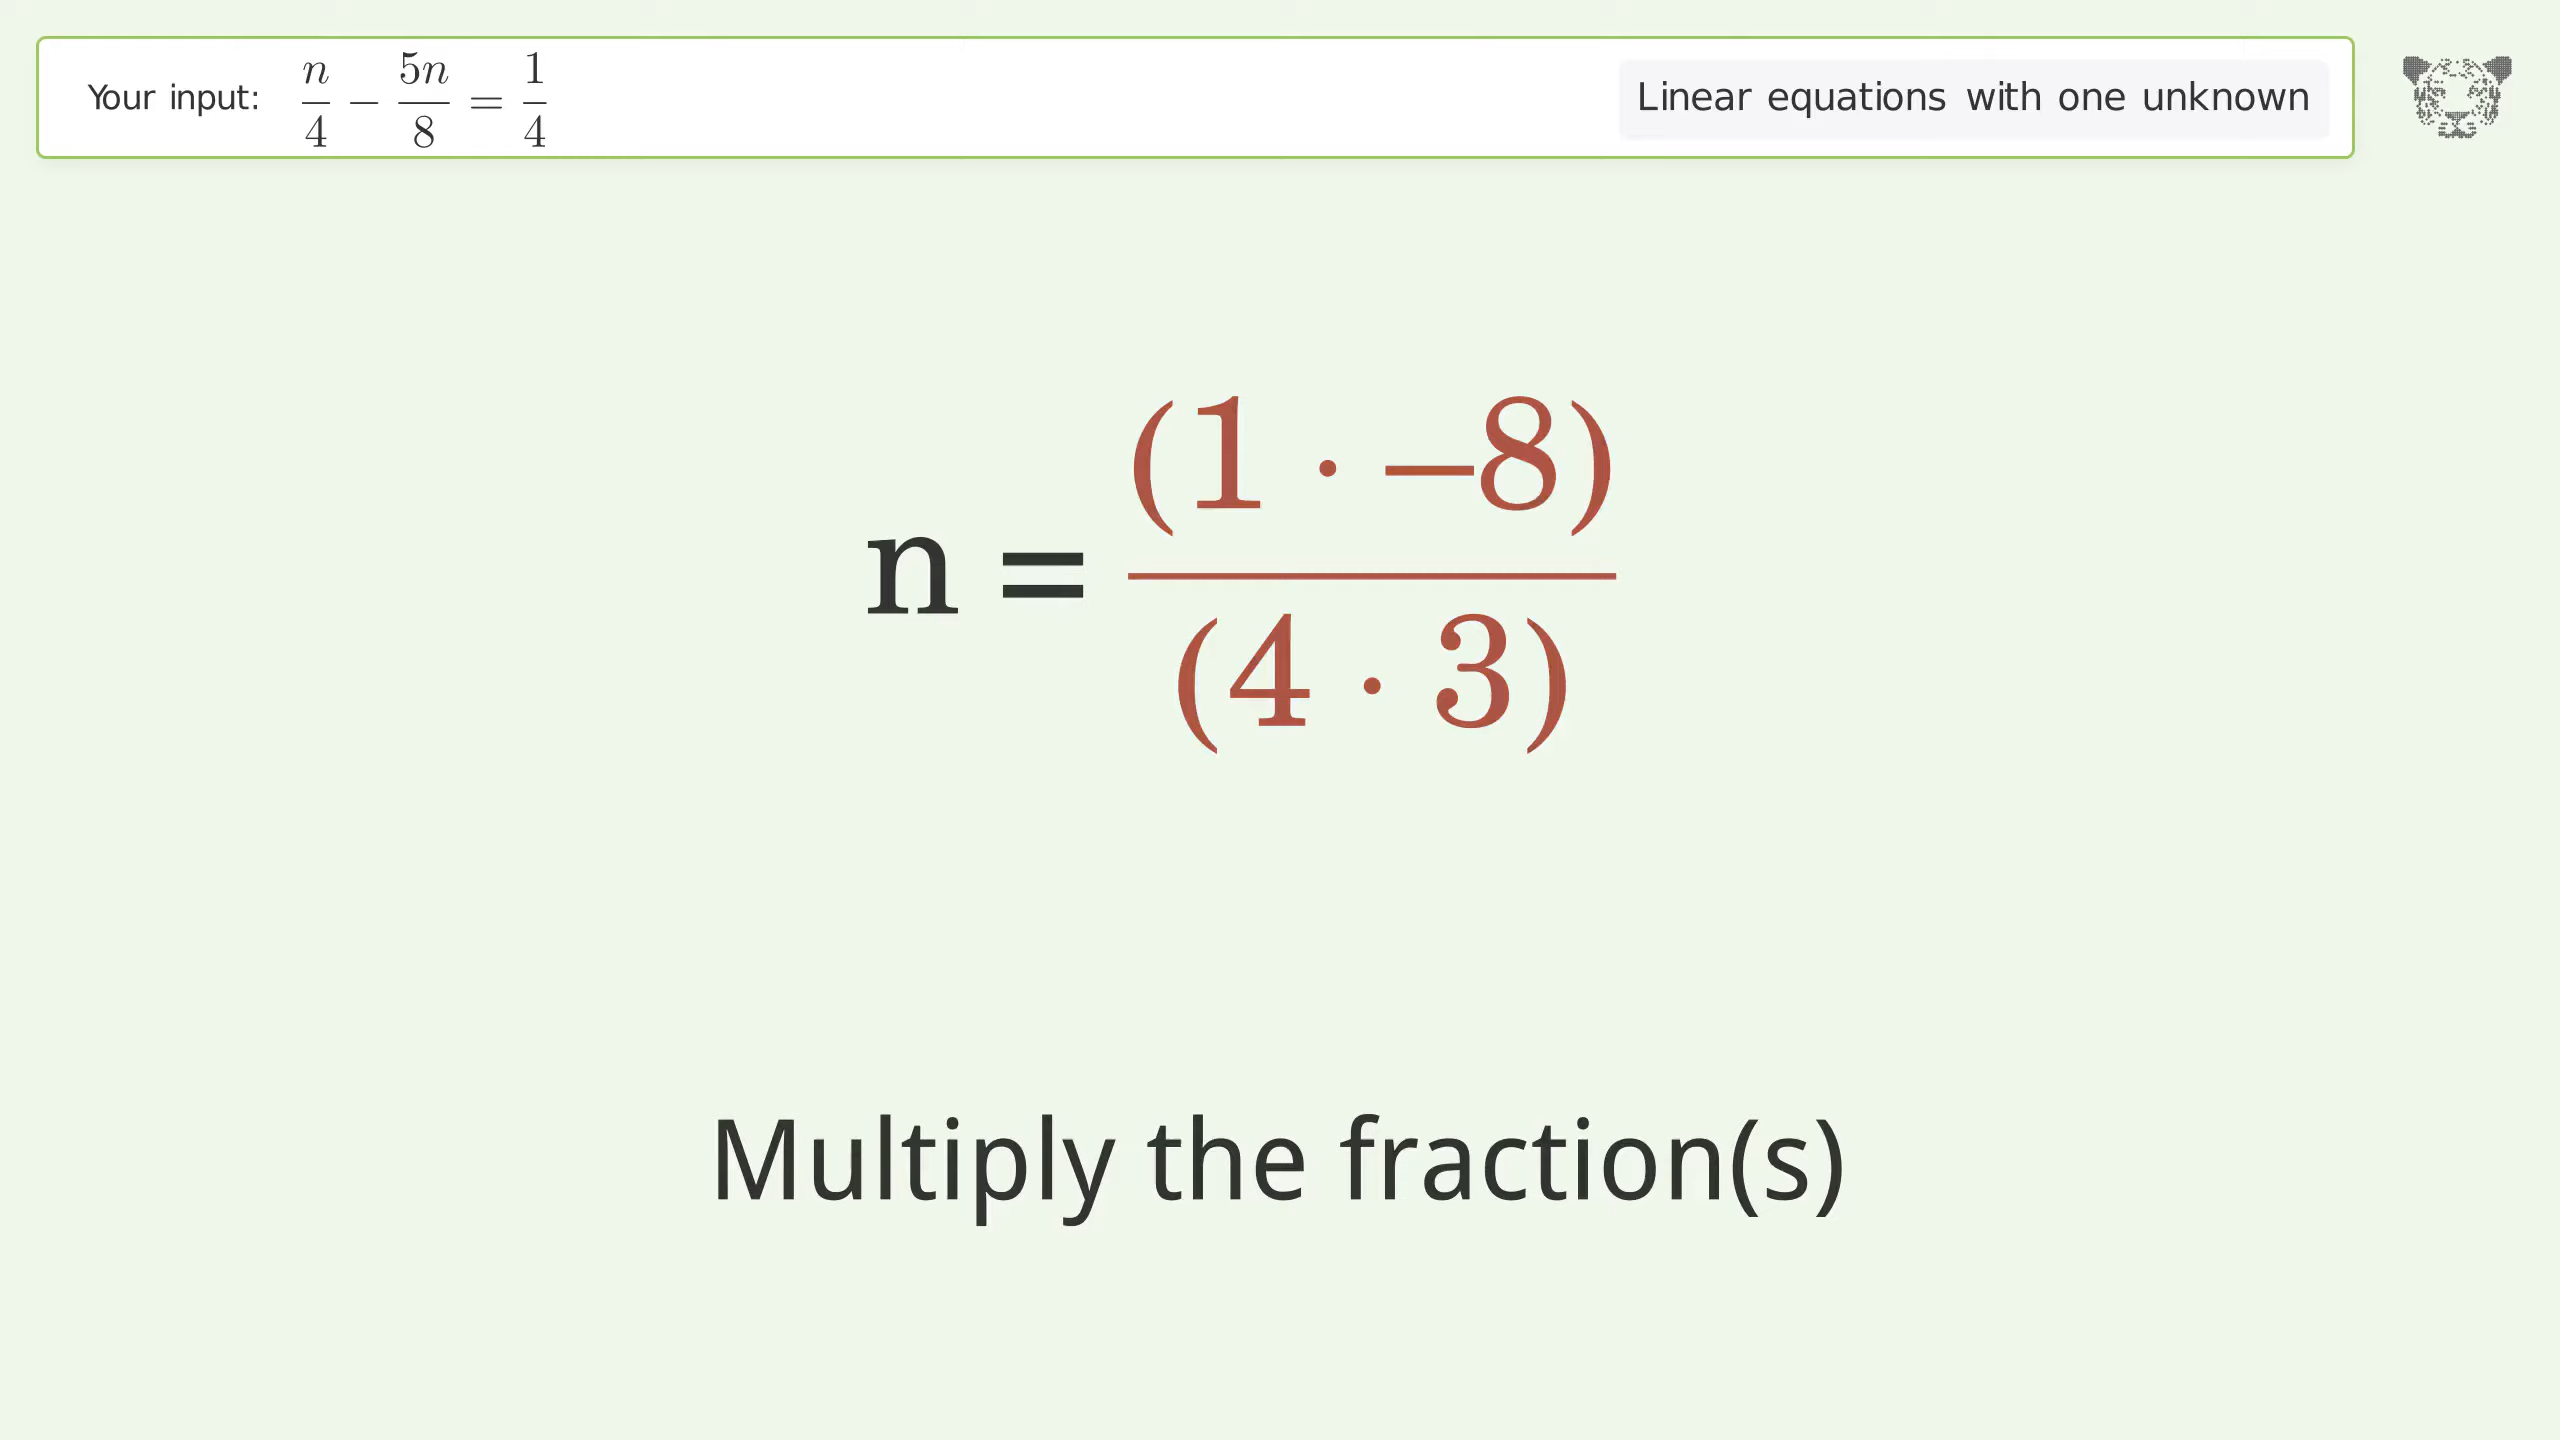 Your input: n/4 − 5n/8 = 1/4
Linear equations with one unknown
n = (1 · −8)/(4 · 3)
Multiply the fraction(s)